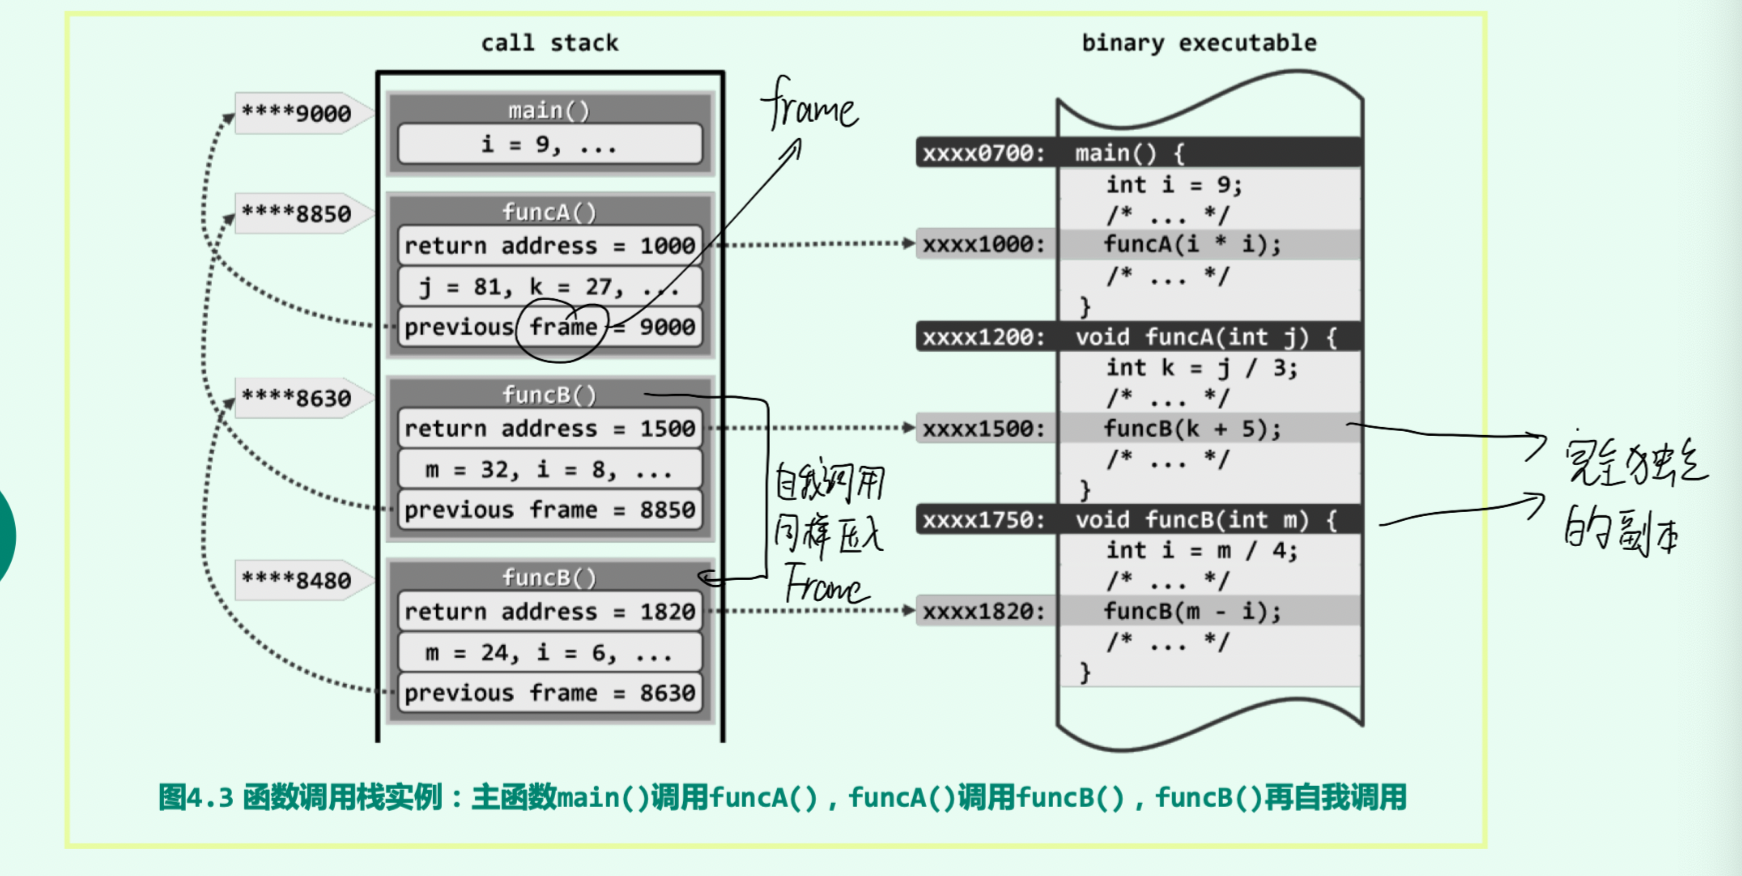 call stack
****9000
main()
i = 9, ...
****8850
funcA()
return address = 1000
j = 81, k = 27, ...
previous frame = 9000
****8630
funcB()
return address = 1500
m = 32, i = 8, ...
previous frame = 8850
****8480
funcB()
return address = 1820
m = 24, i = 6, ...
previous frame = 8630
frame
自我调用
同样压入
Frame
binary executable
xxxx0700: main() {
int i = 9;
/* ... */
xxxx1000: funcA(i * i);
/* ... */
}
xxxx1200: void funcA(int j) {
int k = j / 3;
/* ... */
xxxx1500: funcB(k + 5);
/* ... */
}
xxxx1750: void funcB(int m) {
int i = m / 4;
/* ... */
xxxx1820: funcB(m - i);
/* ... */
}
完全独立
的副本
图4.3 函数调用栈实例：主函数main()调用funcA()，funcA()调用funcB()，funcB()再自我调用